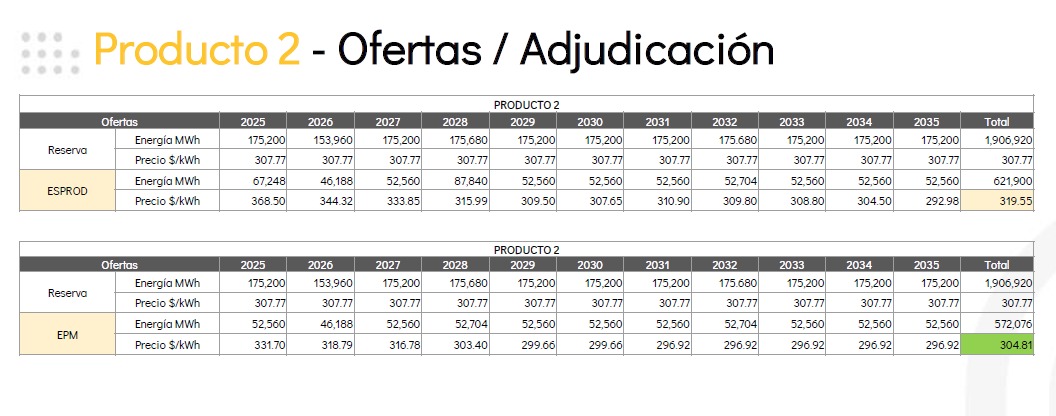 Producto 2 - Ofertas / Adjudicación
PRODUCTO 2
Ofertas 2025 2026 2027 2028 2029 2030 2031 2032 2033 2034 2035 Total
Reserva Energía MWh 175,200 153,960 175,200 175,680 175,200 175,200 175,200 175.680 175,200 175,200 175,200 1,906,920
Precio $/kWh 307.77 307.77 307.77 307.77 307.77 307.77 307.77 307.77 307.77 307.77 307.77 307.77
ESPROD Energía MWh 67,248 46,188 52,560 87,840 52,560 52,560 52,560 52,704 52,560 52,560 52,560 621,900
Precio $/kWh 368.50 344.32 333.85 315.99 309.50 307.65 310.90 309.80 308.80 304.50 292.98 319.55
PRODUCTO 2
Ofertas 2025 2026 2027 2028 2029 2030 2031 2032 2033 2034 2035 Total
Reserva Energía MWh 175,200 153,960 175,200 175,680 175,200 175,200 175,200 175,680 175,200 175,200 175,200 1,906,920
Precio $/kWh 307.77 307.77 307.77 307.77 307.77 307.77 307.77 307.77 307.77 307.77 307.77 307.77
EPM Energía MWh 52,560 46,188 52,560 52,704 52,560 52,560 52,560 52,704 52,560 52,560 52,560 572,076
Precio $/kWh 331.70 318.79 316.78 303.40 299.66 299.66 296.92 296.92 296.92 296.92 296.92 304.81